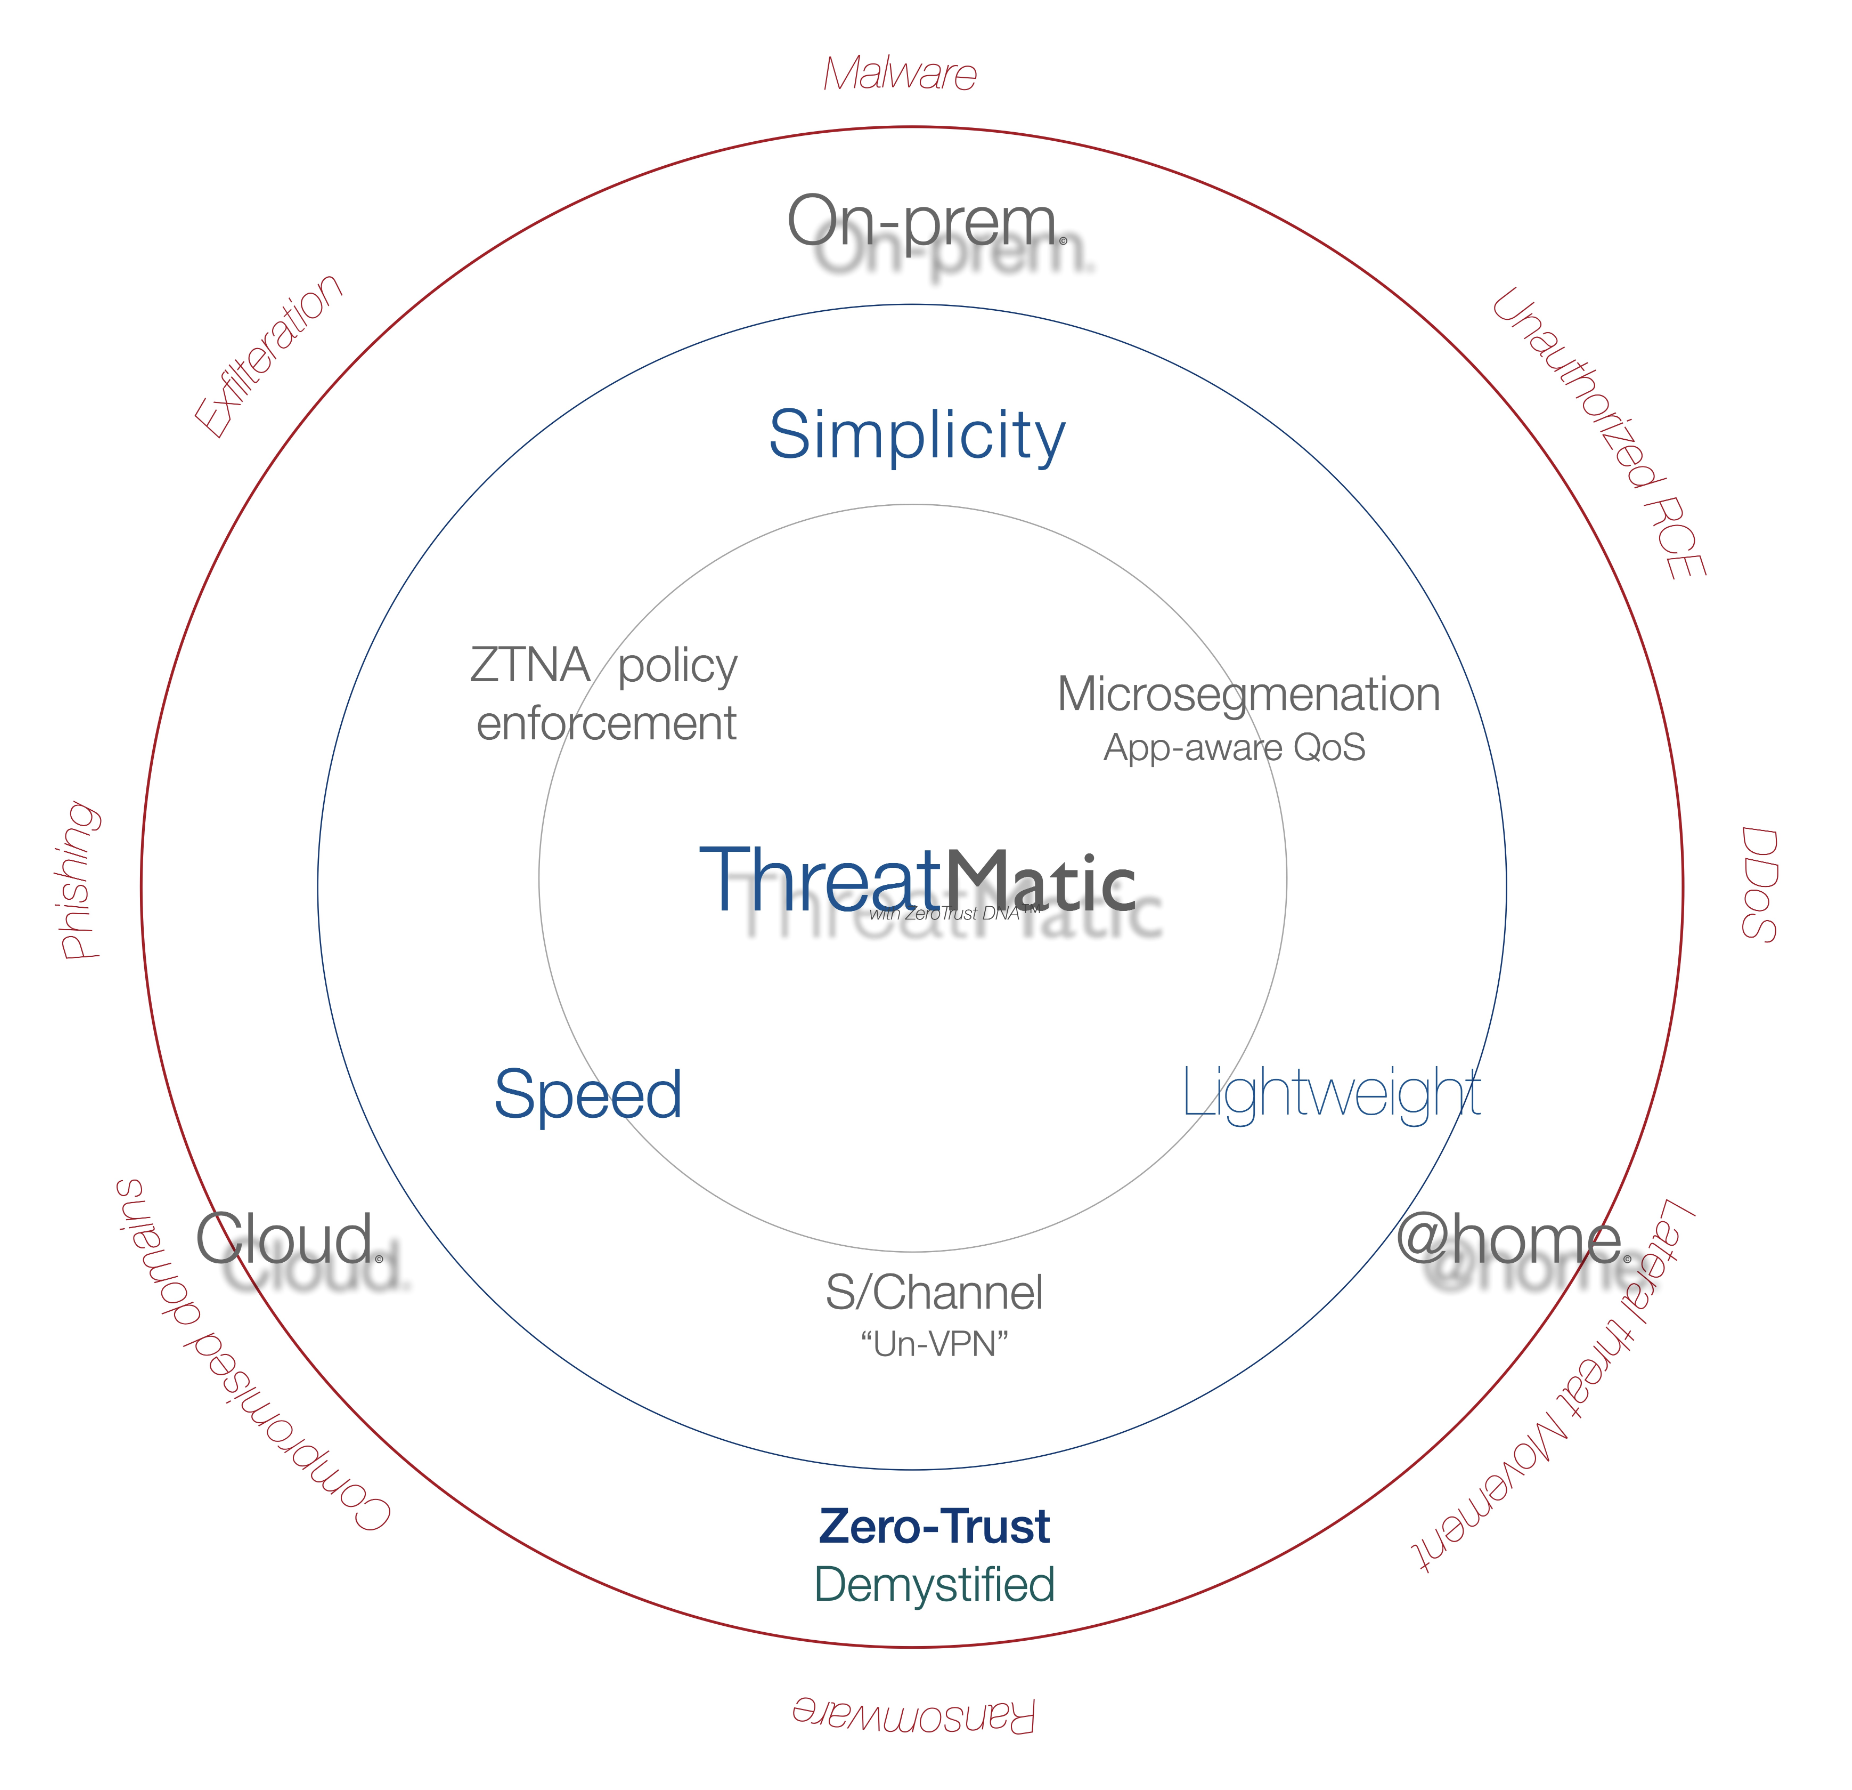 Malware
On-prem.©
Exfilteration
Unauthorized RCE
Simplicity
ZTNA policy
enforcement
Microsegmenation
App-aware QoS
Phishing
ThreatMatic
with ZeroTrust DNA™
DDoS
Speed
Lightweight
Compromised domains
Cloud.©
@home.©
Lateral threat Movement
S/Channel
“Un-VPN”
Zero-Trust
Demystified
Ransomware